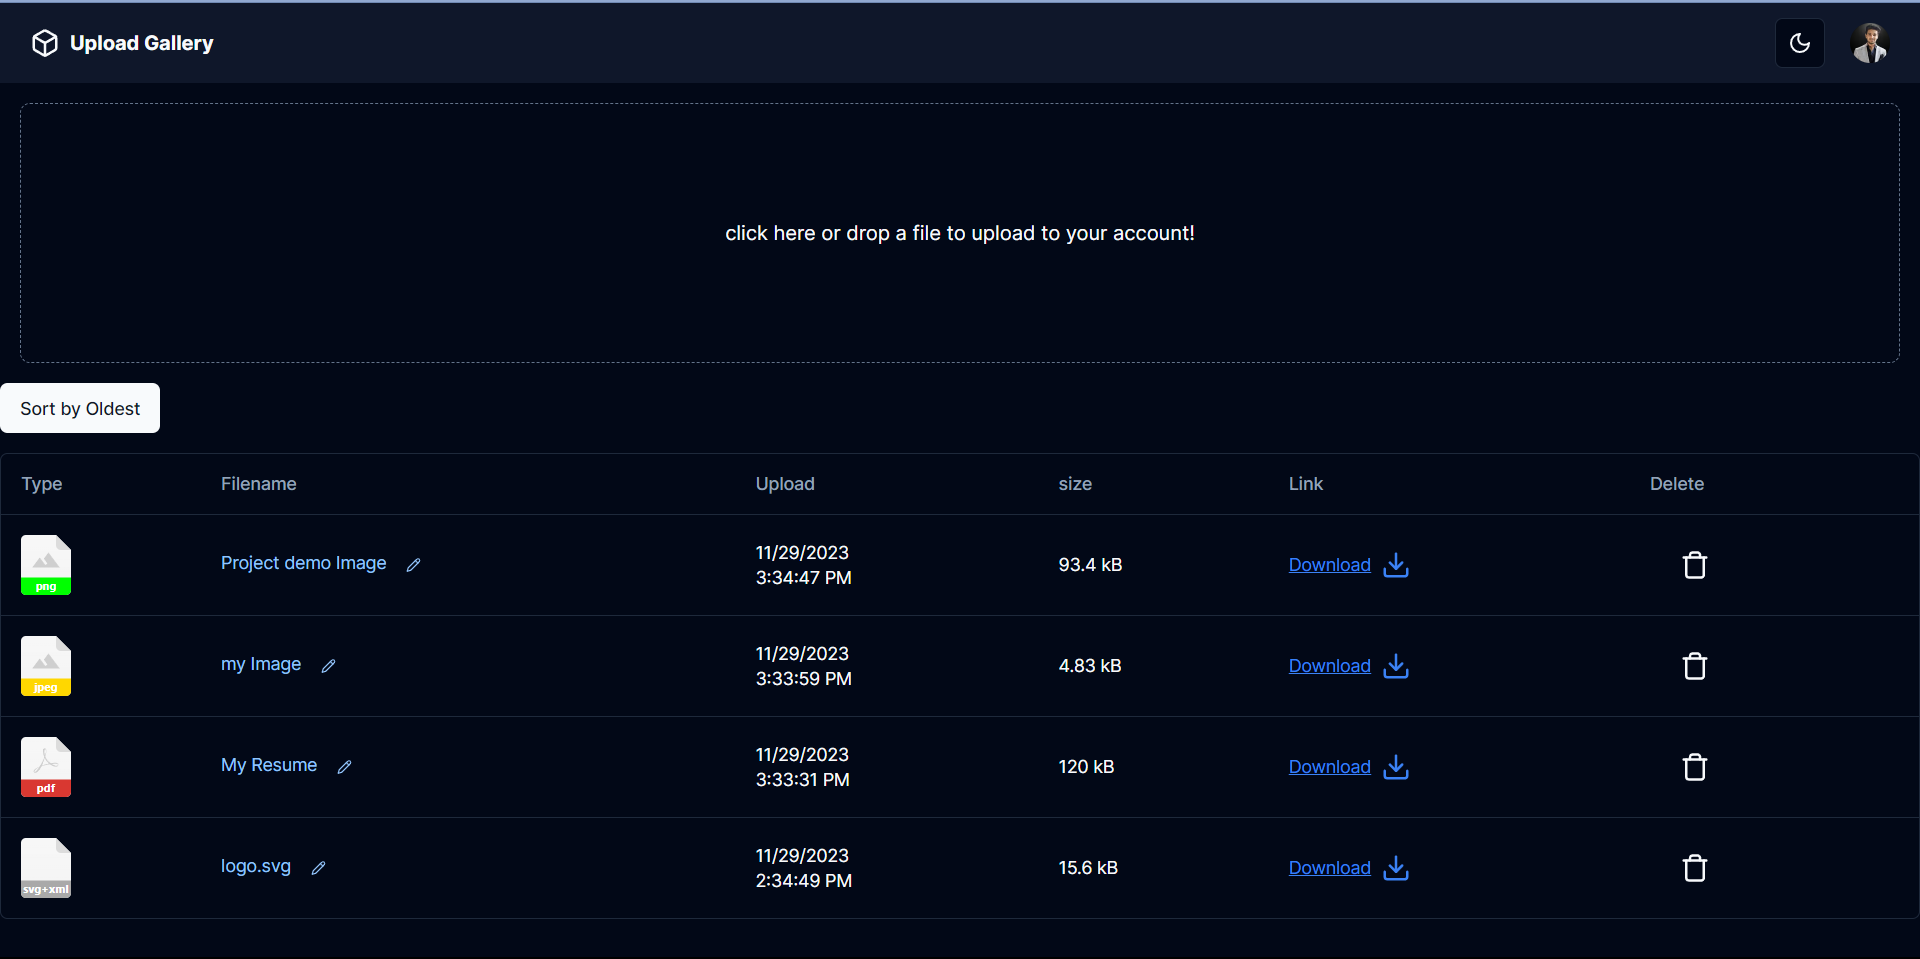 Upload Gallery
click here or drop a file to upload to your account!
Sort by Oldest
Type Filename Upload size Link Delete
png Project demo Image 11/29/2023 3:34:47 PM 93.4 kB Download
jpeg my Image 11/29/2023 3:33:59 PM 4.83 kB Download
pdf My Resume 11/29/2023 3:33:31 PM 120 kB Download
svg+xml logo.svg 11/29/2023 2:34:49 PM 15.6 kB Download